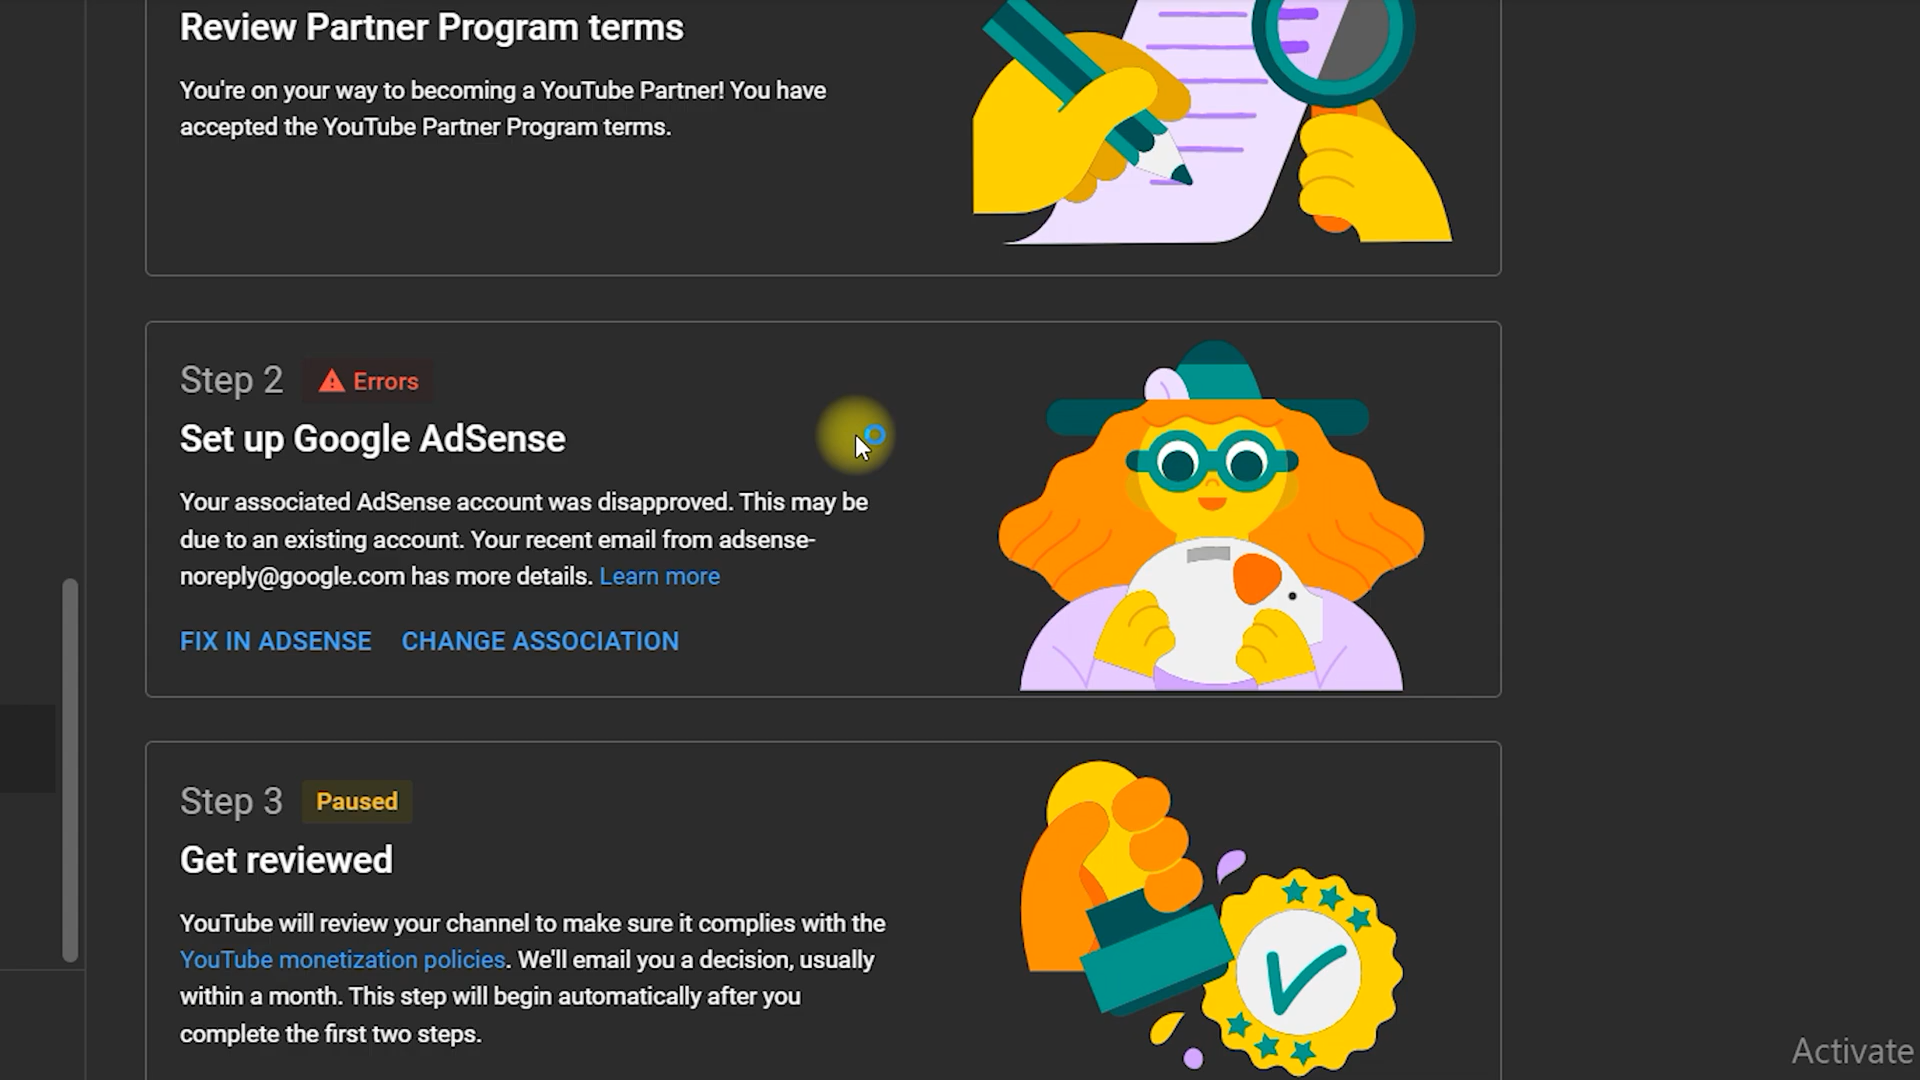 Review Partner Program terms
You're on your way to becoming a YouTube Partner! You have
accepted the YouTube Partner Program terms.
Step 2 Errors
Set up Google AdSense
Your associated AdSense account was disapproved. This may be
due to an existing account. Your recent email from adsense-
noreply@google.com has more details. Learn more
FIX IN ADSENSE CHANGE ASSOCIATION
Step 3 Paused
Get reviewed
YouTube will review your channel to make sure it complies with the
YouTube monetization policies. We'll email you a decision, usually
within a month. This step will begin automatically after you
complete the first two steps.
Activate